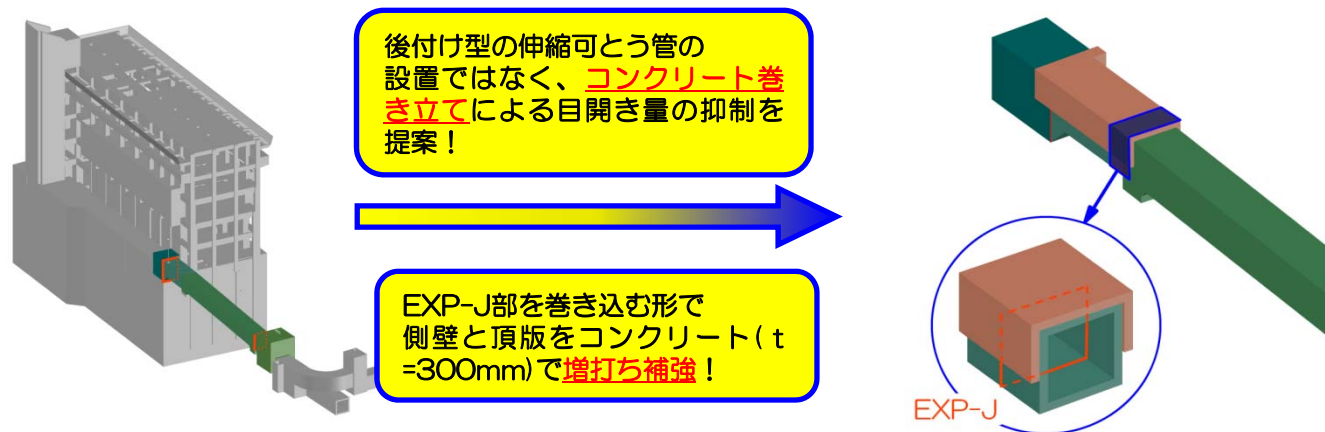 後付け型の伸縮可とう管の
設置ではなく、コンクリート巻
き立てによる目開き量の抑制を
提案！
EXP-J部を巻き込む形で
側壁と頂版をコンクリート(t
=300mm)で増打ち補強！
EXP-J